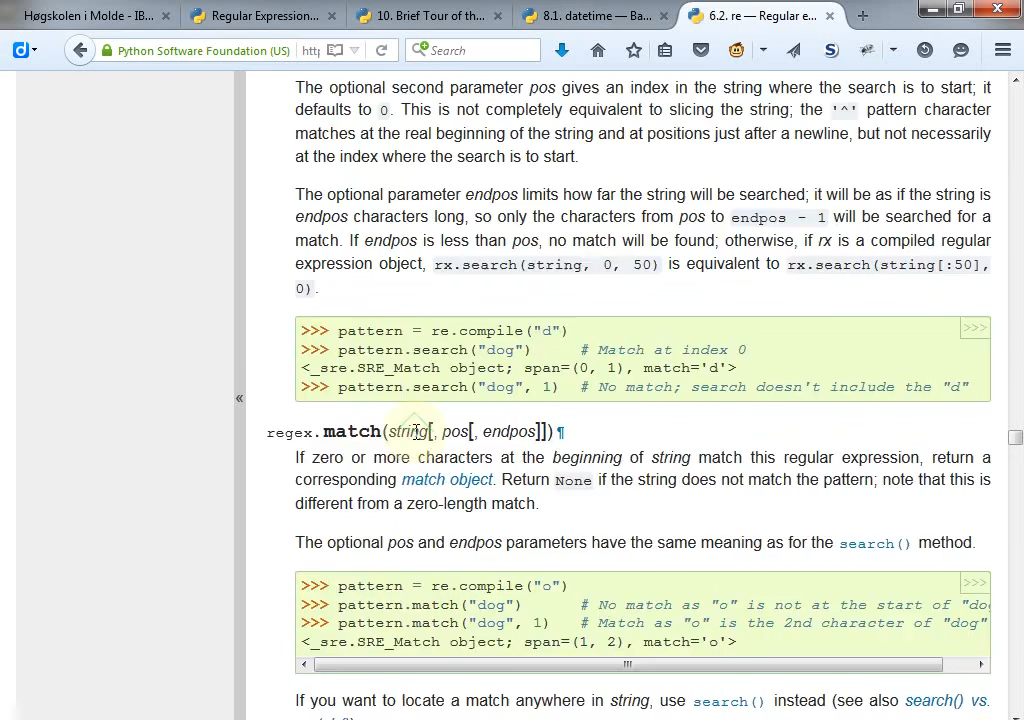 Høgskolen i Molde - IB... ×
Regular Expression... ×
10. Brief Tour of th... ×
8.1. datetime — Ba... ×
6.2. re — Regular e... ×
Python Software Foundation (US) http
Search
The optional second parameter pos gives an index in the string where the search is to start; it
defaults to 0. This is not completely equivalent to slicing the string; the '^' pattern character
matches at the real beginning of the string and at positions just after a newline, but not necessarily
at the index where the search is to start.
The optional parameter endpos limits how far the string will be searched; it will be as if the string is
endpos characters long, so only the characters from pos to endpos - 1 will be searched for a
match. If endpos is less than pos, no match will be found; otherwise, if rx is a compiled regular
expression object, rx.search(string, 0, 50) is equivalent to rx.search(string[:50],
0).
>>>
>>> pattern = re.compile("d")
>>> pattern.search("dog") # Match at index 0
<_sre.SRE_Match object; span=(0, 1), match='d'>
>>> pattern.search("dog", 1) # No match; search doesn't include the "d"
«
regex.match(string[, pos[, endpos]]) ¶
If zero or more characters at the beginning of string match this regular expression, return a
corresponding match object. Return None if the string does not match the pattern; note that this is
different from a zero-length match.
The optional pos and endpos parameters have the same meaning as for the search() method.
>>>
>>> pattern = re.compile("o")
>>> pattern.match("dog") # No match as "o" is not at the start of "do
>>> pattern.match("dog", 1) # Match as "o" is the 2nd character of "dog"
<_sre.SRE_Match object; span=(1, 2), match='o'>
If you want to locate a match anywhere in string, use search() instead (see also search() vs.